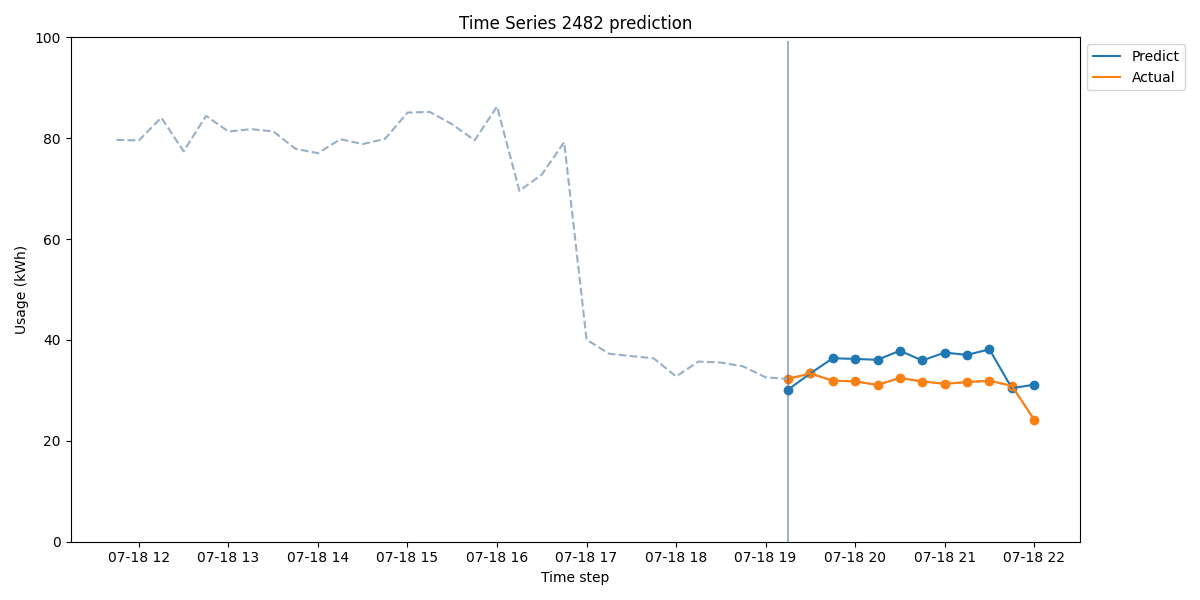 Time Series 2482 prediction
Predict
Actual
Usage (kWh)
100
80
60
40
20
0
07-18 12 07-18 13 07-18 14 07-18 15 07-18 16 07-18 17 07-18 18 07-18 19 07-18 20 07-18 21 07-18 22
Time step